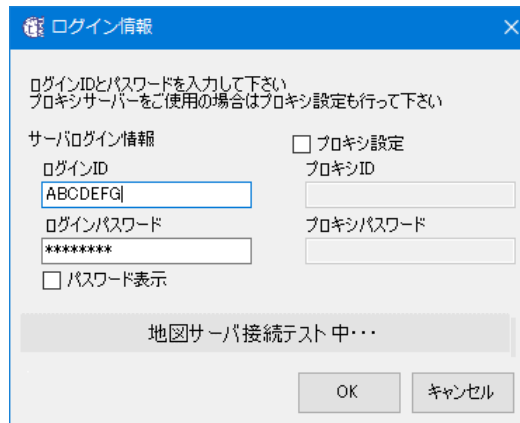 ログイン情報
ログインIDとパスワードを入力して下さい
プロキシサーバーをご使用の場合はプロキシ設定も行って下さい
サーバログイン情報
プロキシ設定
ログインID
プロキシID
ABCDEFG
ログインパスワード
プロキシパスワード
********
パスワード表示
地図サーバ接続テスト中・・・
OK
キャンセル